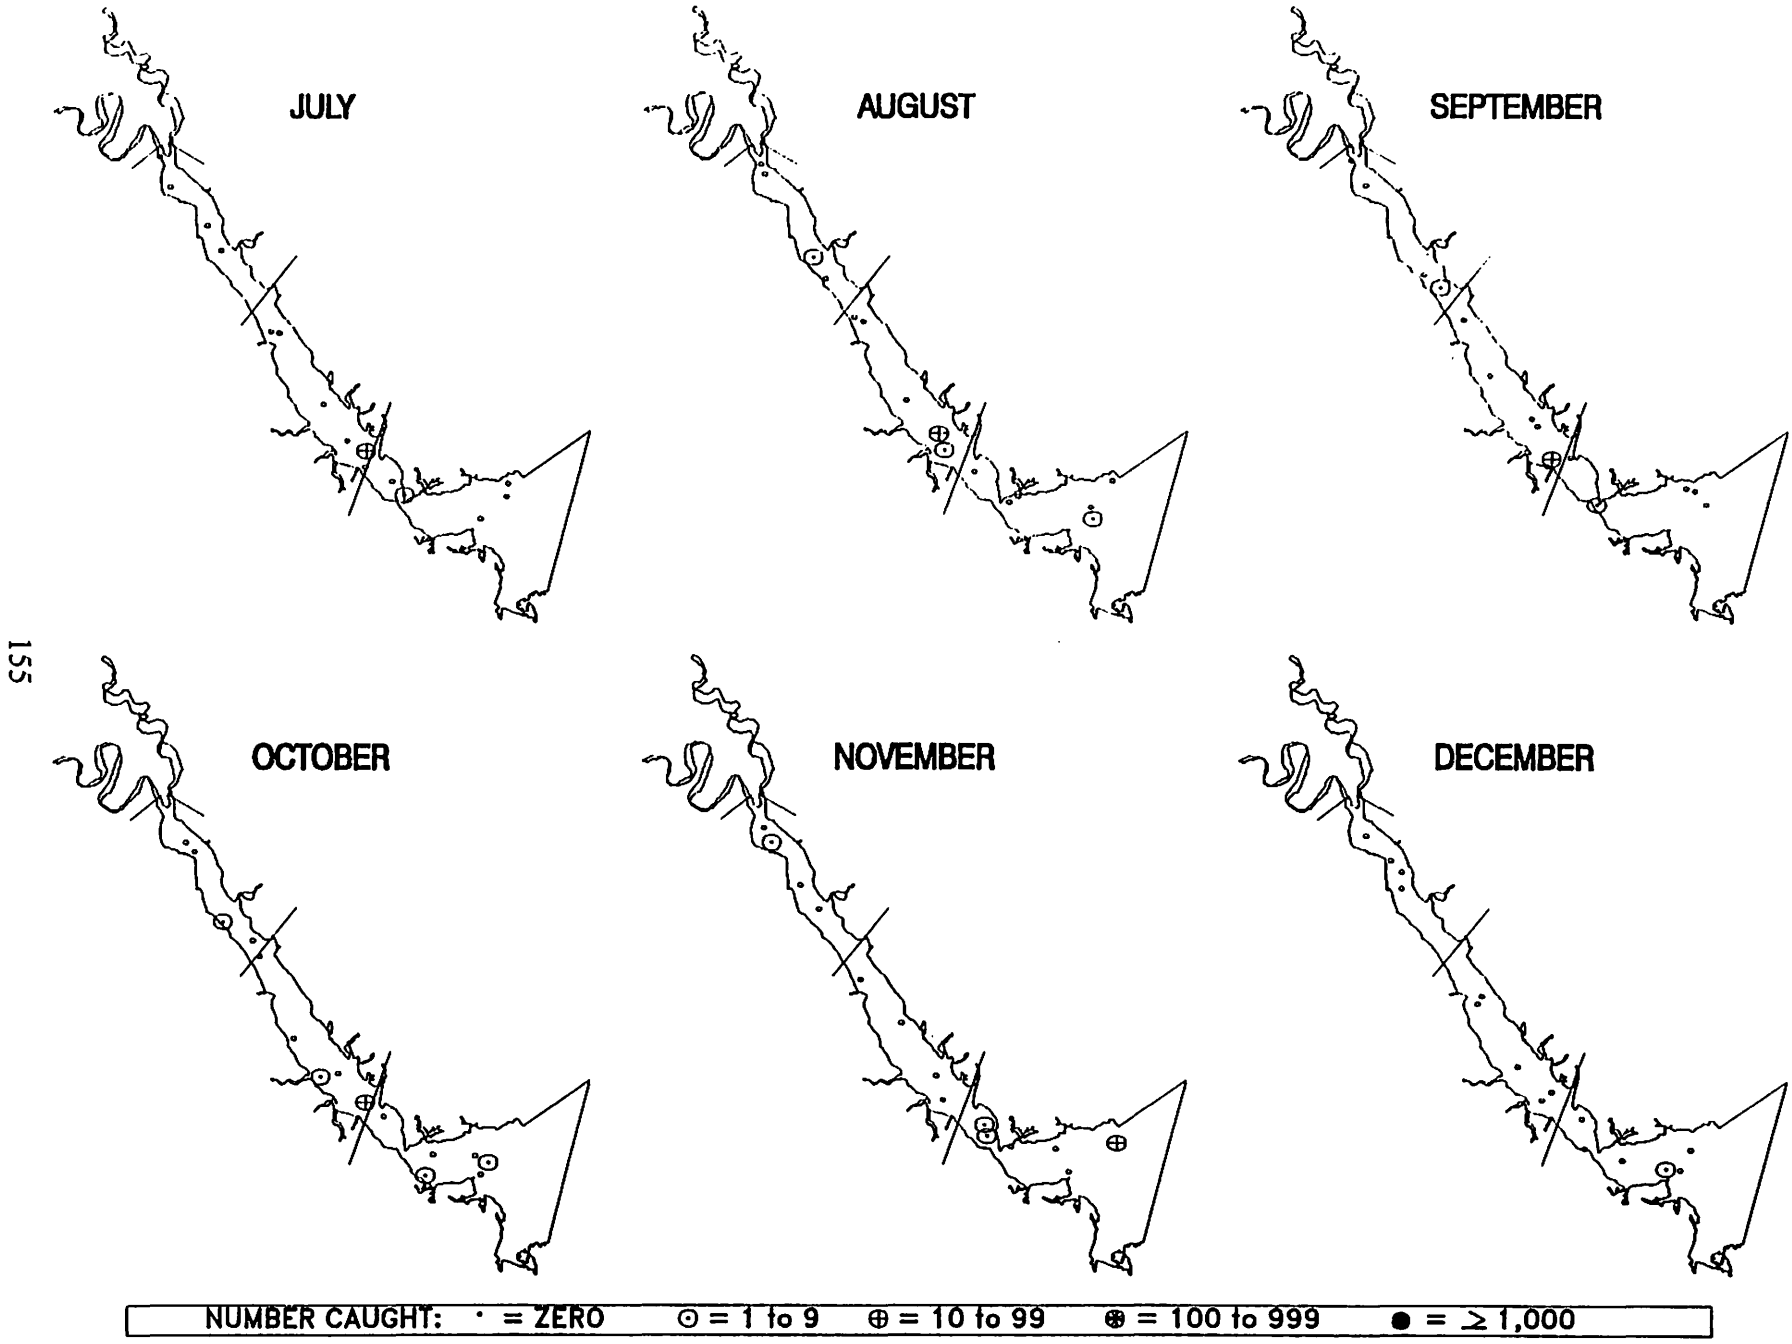 JULY
AUGUST
SEPTEMBER
155
OCTOBER
NOVEMBER
DECEMBER
NUMBER CAUGHT: · = ZERO ⊙ = 1 to 9 ⊕ = 10 to 99 ⊛ = 100 to 999 ● = ≥ 1,000